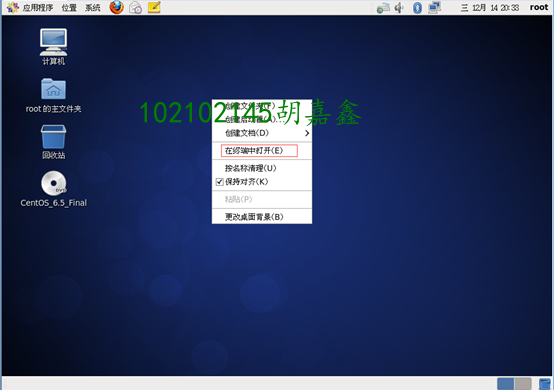 应用程序 位置 系统
三 12月 14 20:33 root
计算机
root 的主文件夹
回收站
CentOS_6.5_Final
102102145胡嘉鑫
创建文件夹(F)
创建启动器(A)...
创建文档(D)
在终端中打开(E)
按名称清理(U)
保持对齐(K)
粘贴(P)
更改桌面背景(B)